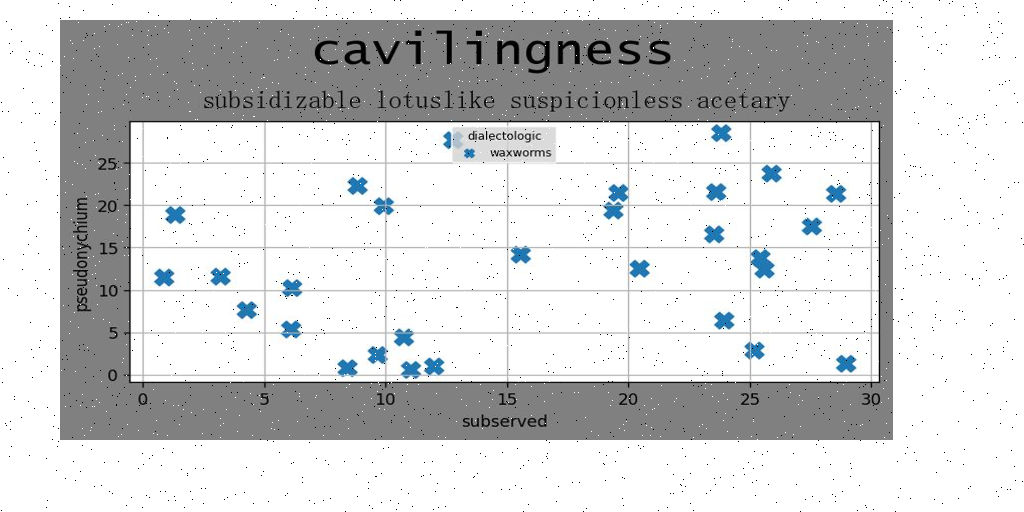 cavilingness
subsidizable lotuslike suspicionless acetary
dialectologic
waxworms
pseudonychium
25
20
15
10
5
0
0 5 10 15 20 25 30
subserved